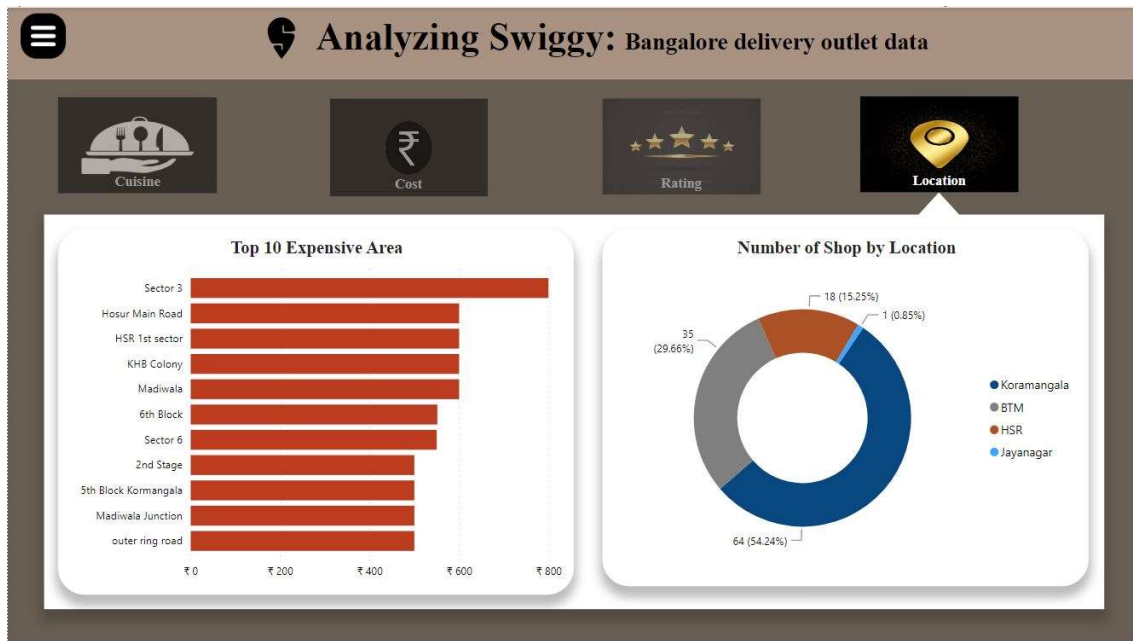 Analyzing Swiggy: Bangalore delivery outlet data
Cuisine
Cost
Rating
Location
Top 10 Expensive Area
Sector 3
Hosur Main Road
HSR 1st sector
KHB Colony
Madiwala
6th Block
Sector 6
2nd Stage
5th Block Kormangala
Madiwala Junction
outer ring road
₹ 0 ₹ 200 ₹ 400 ₹ 600 ₹ 800
Number of Shop by Location
18 (15.25%)
1 (0.85%)
35
(29.66%)
64 (54.24%)
Koramangala
BTM
HSR
Jayanagar